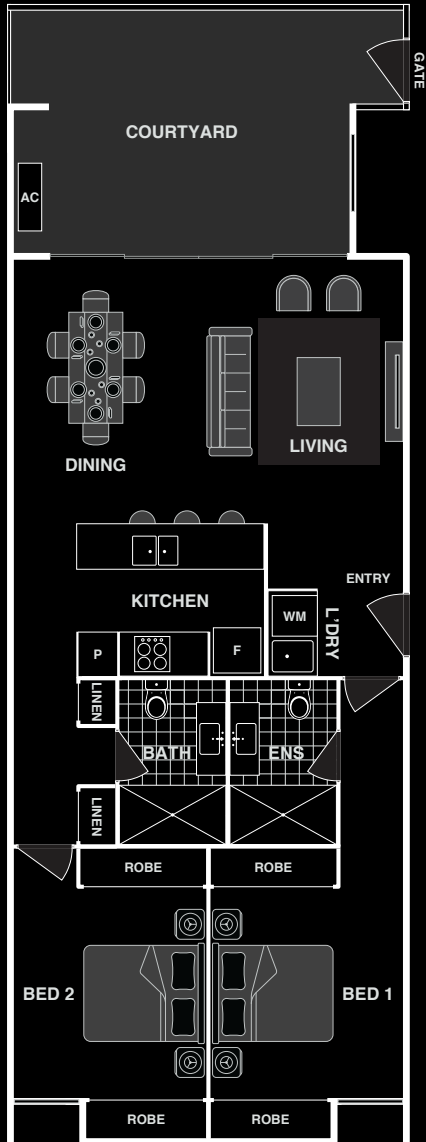 GATE
COURTYARD
AC
LIVING
DINING
ENTRY
KITCHEN
WM
L'DRY
P
F
LINEN
BATH
ENS
LINEN
ROBE
ROBE
BED 2
BED 1
ROBE
ROBE